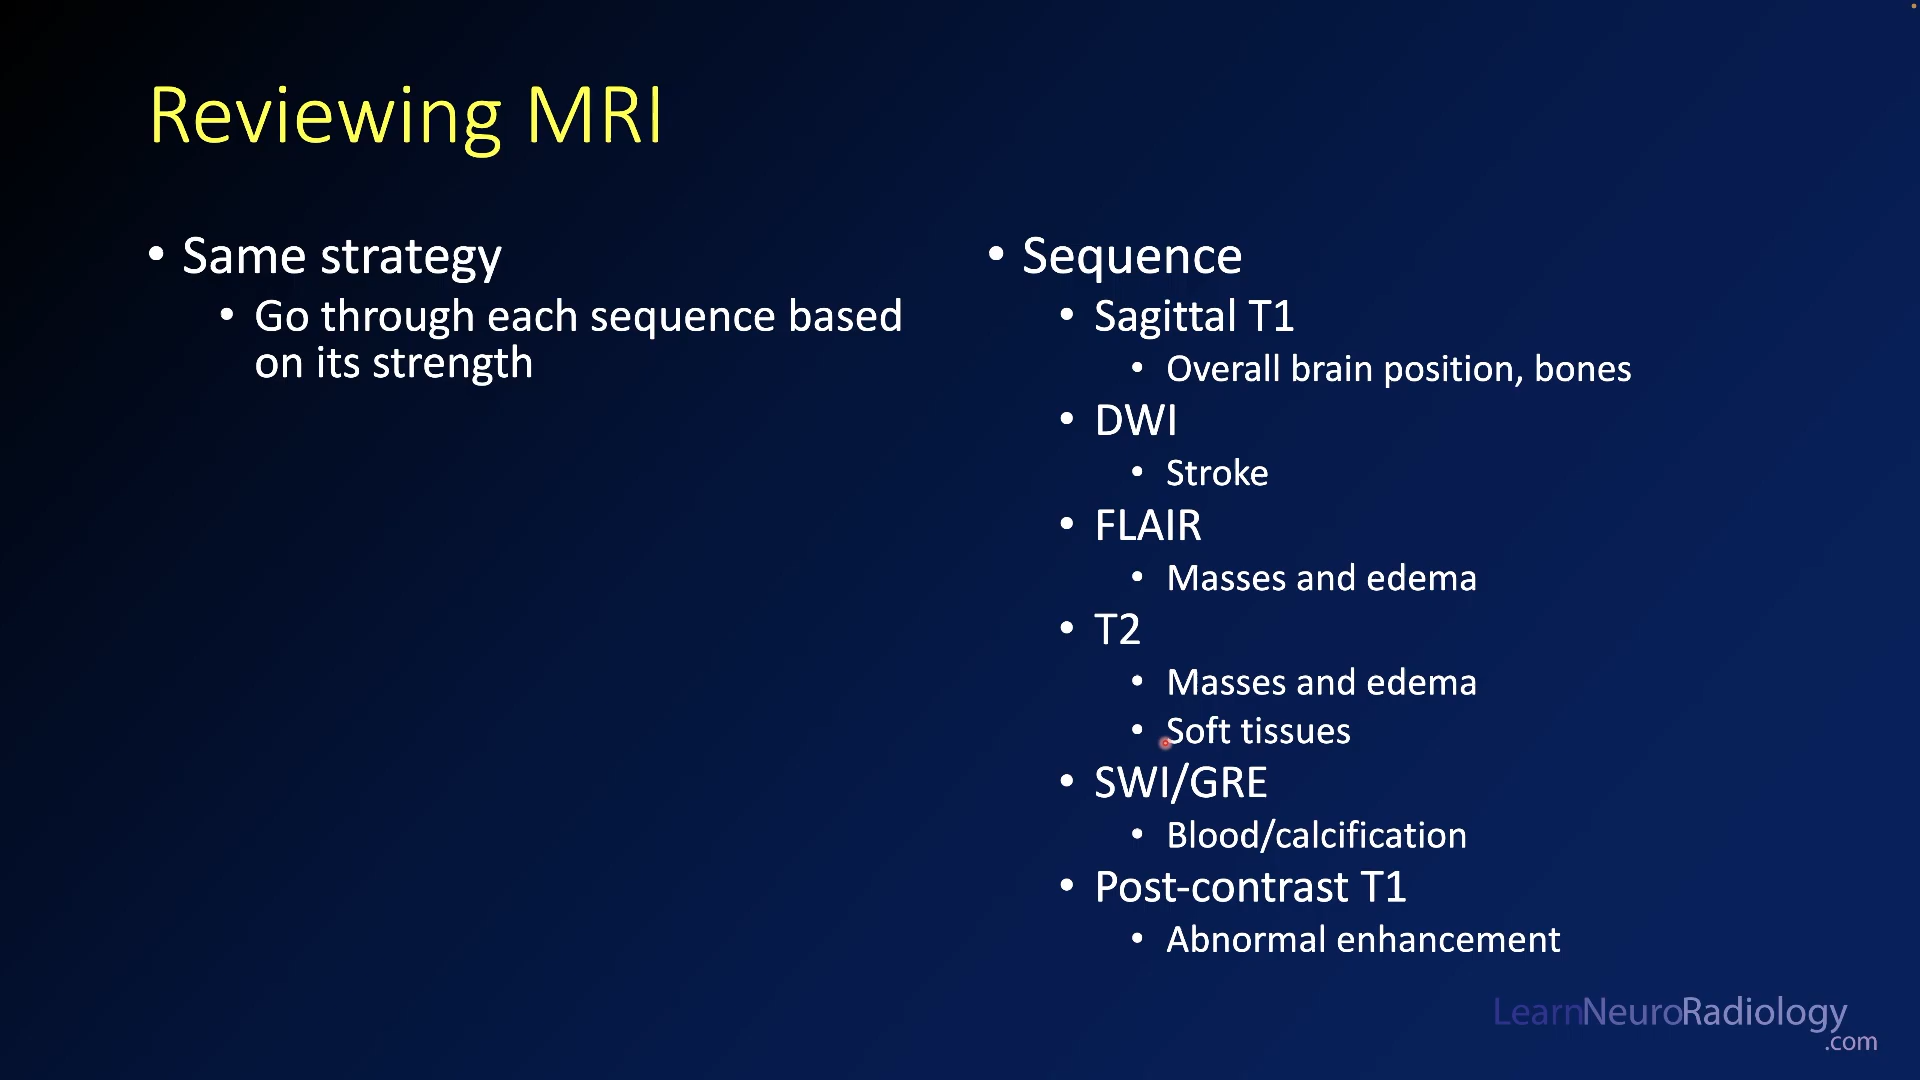 Reviewing MRI
• Same strategy
• Go through each sequence based
on its strength
• Sequence
• Sagittal T1
• Overall brain position, bones
• DWI
• Stroke
• FLAIR
• Masses and edema
• T2
• Masses and edema
• Soft tissues
• SWI/GRE
• Blood/calcification
• Post-contrast T1
• Abnormal enhancement
LearnNeuroRadiology
.com